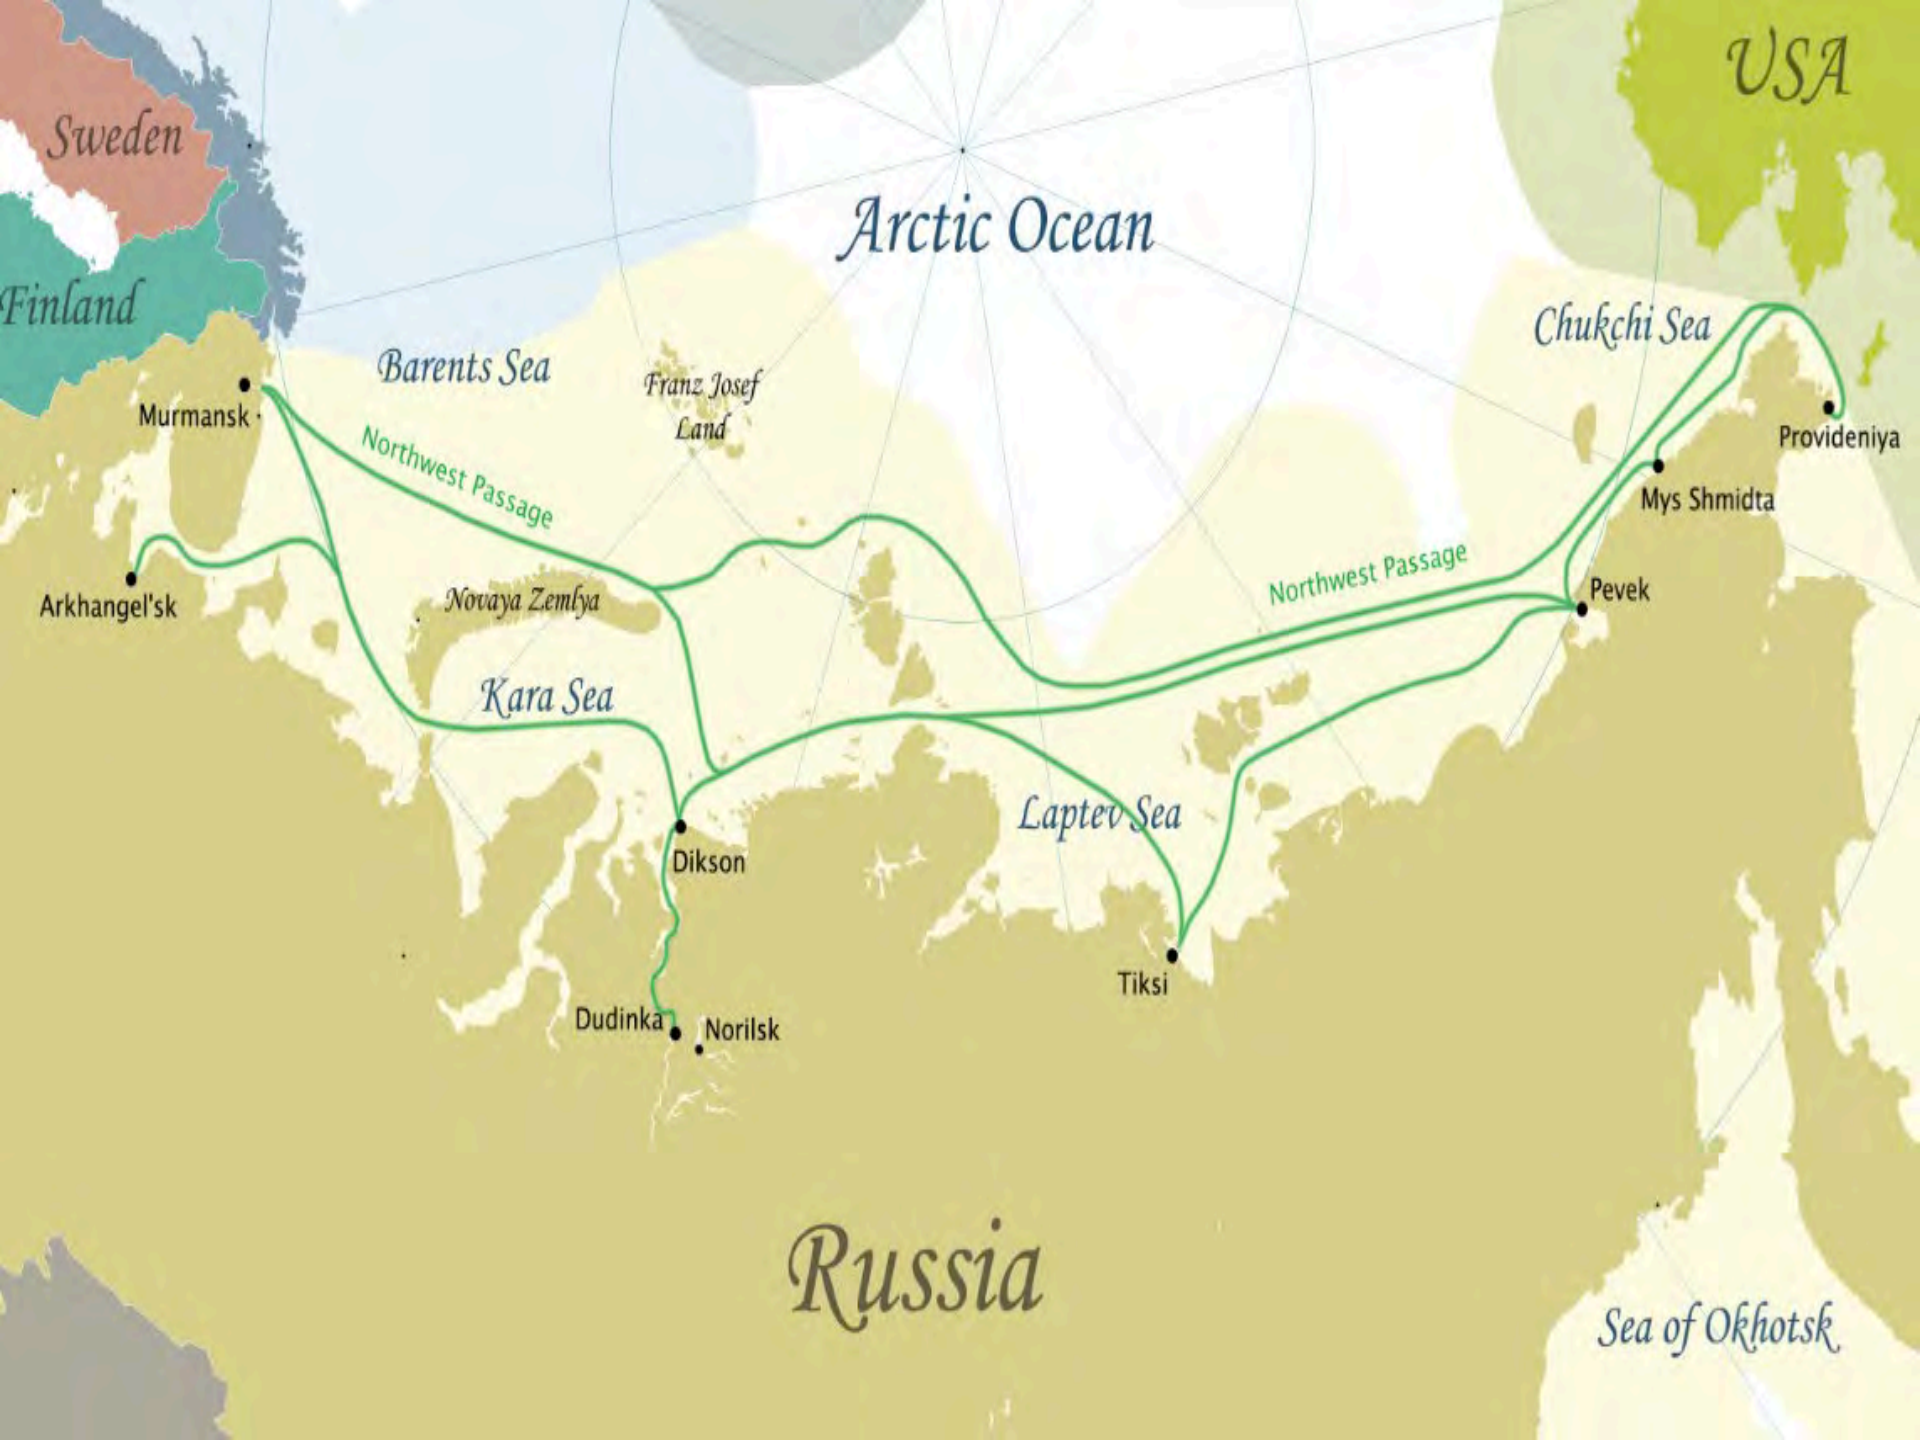 USA
Sweden
Arctic Ocean
Finland
Chukchi Sea
Barents Sea
Franz Josef
Land
Murmansk
Provideniya
Northwest Passage
Mys Shmidta
Northwest Passage
Pevek
Arkhangel'sk
Novaya Zemlya
Kara Sea
Laptev Sea
Dikson
Tiksi
Dudinka
Norilsk
Russia
Sea of Okhotsk